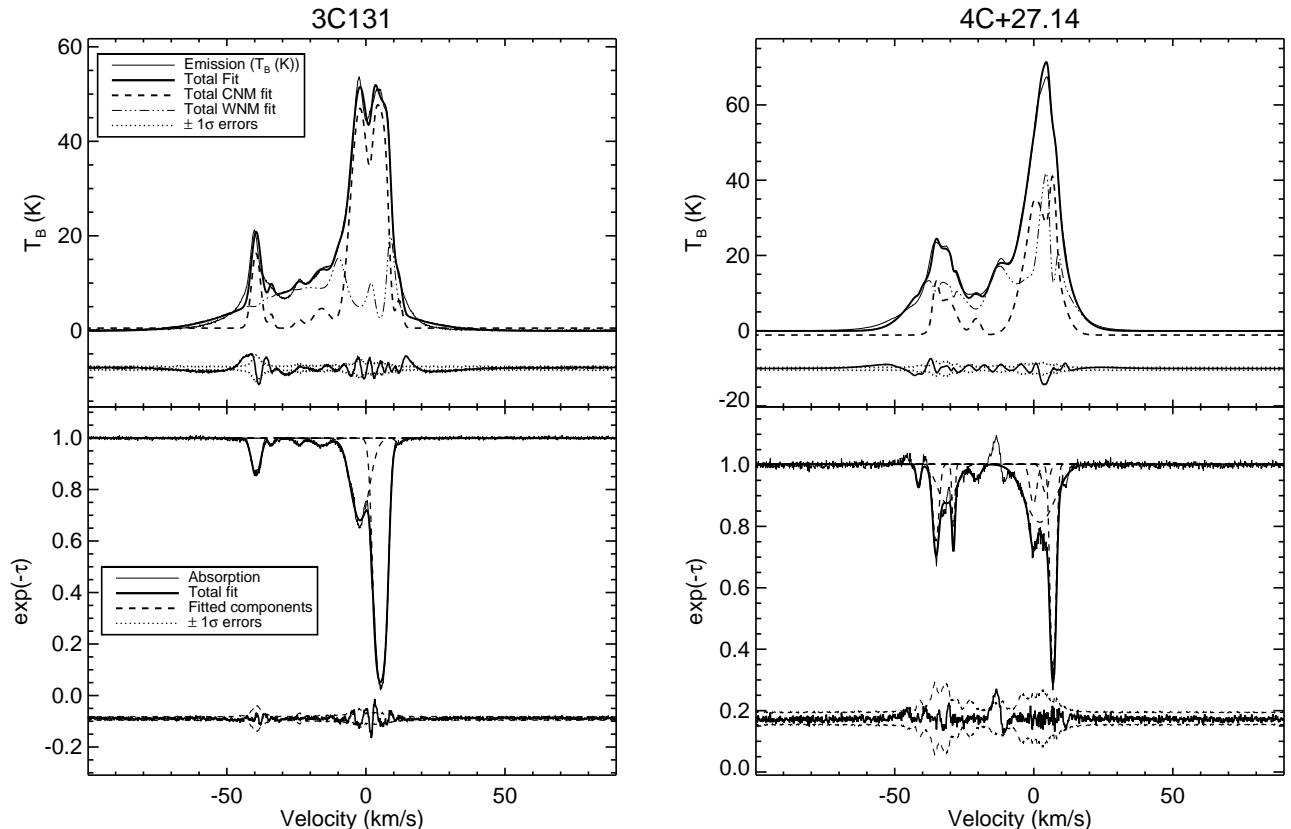 3C131
60
40
20
0
T_B (K)
Emission (T_B (K))
Total Fit
Total CNM fit
Total WNM fit
± 1σ errors
1.0
0.8
0.6
0.4
0.2
0.0
-0.2
exp(-τ)
Absorption
Total fit
Fitted components
± 1σ errors
-50
0
50
Velocity (km/s)
4C+27.14
80
60
40
20
0
-20
T_B (K)
1.0
0.8
0.6
0.4
0.2
0.0
exp(-τ)
-50
0
50
Velocity (km/s)